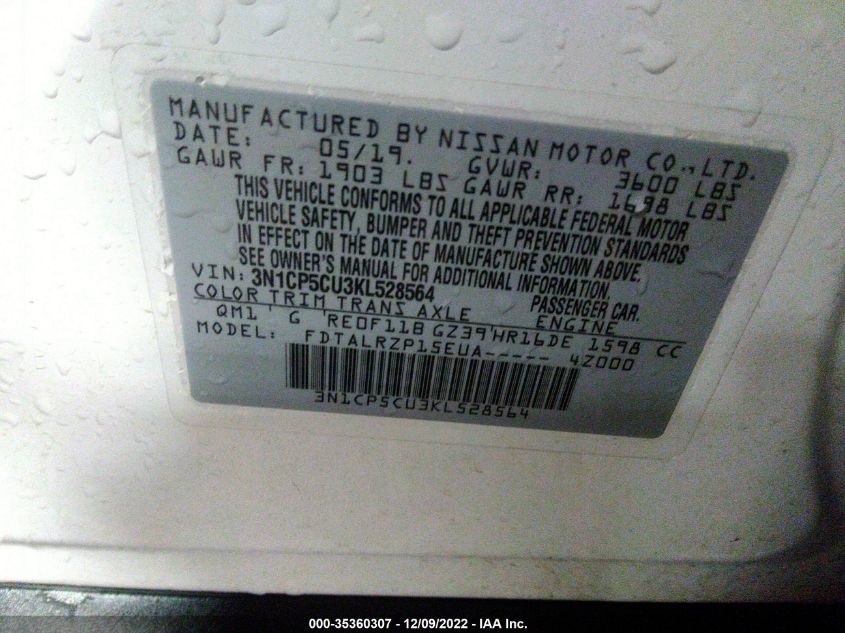 MANUFACTURED BY NISSAN MOTOR CO., LTD.
DATE: 05/19. GVWR: 3600 LBS
GAWR FR: 1903 LBS GAWR RR: 1698 LBS
THIS VEHICLE CONFORMS TO ALL APPLICABLE FEDERAL MOTOR
VEHICLE SAFETY, BUMPER AND THEFT PREVENTION STANDARDS
IN EFFECT ON THE DATE OF MANUFACTURE SHOWN ABOVE.
SEE OWNER'S MANUAL FOR ADDITIONAL INFORMATION.
VIN: 3N1CP5CU3KL528564 PASSENGER CAR.
COLOR TRIM TRANS AXLE ENGINE
QM1 ' G 'RE0F11B GZ39'HR16DE 1598 CC
MODEL: FDTALRZP15EUA----- 4Z000
3N1CP5CU3KL528564
000-35360307 - 12/09/2022 - IAA Inc.